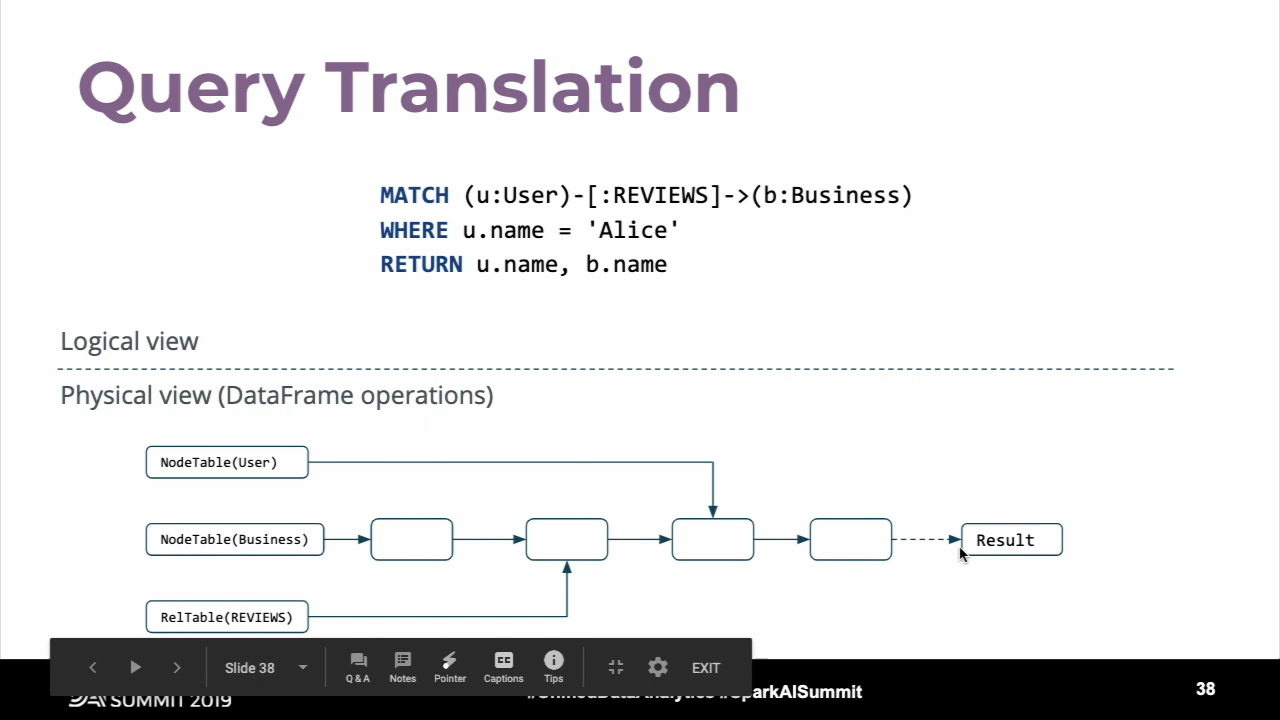 Query Translation
MATCH (u:User)-[:REVIEWS]->(b:Business)
WHERE u.name = 'Alice'
RETURN u.name, b.name
Logical view
Physical view (DataFrame operations)
NodeTable(User)
NodeTable(Business)
Result
RelTable(REVIEWS)
Slide 38
Q & A
Notes
Pointer
Captions
Tips
EXIT
SUMMIT 2019
#UnifiedDataAnalytics #SparkAISummit
38